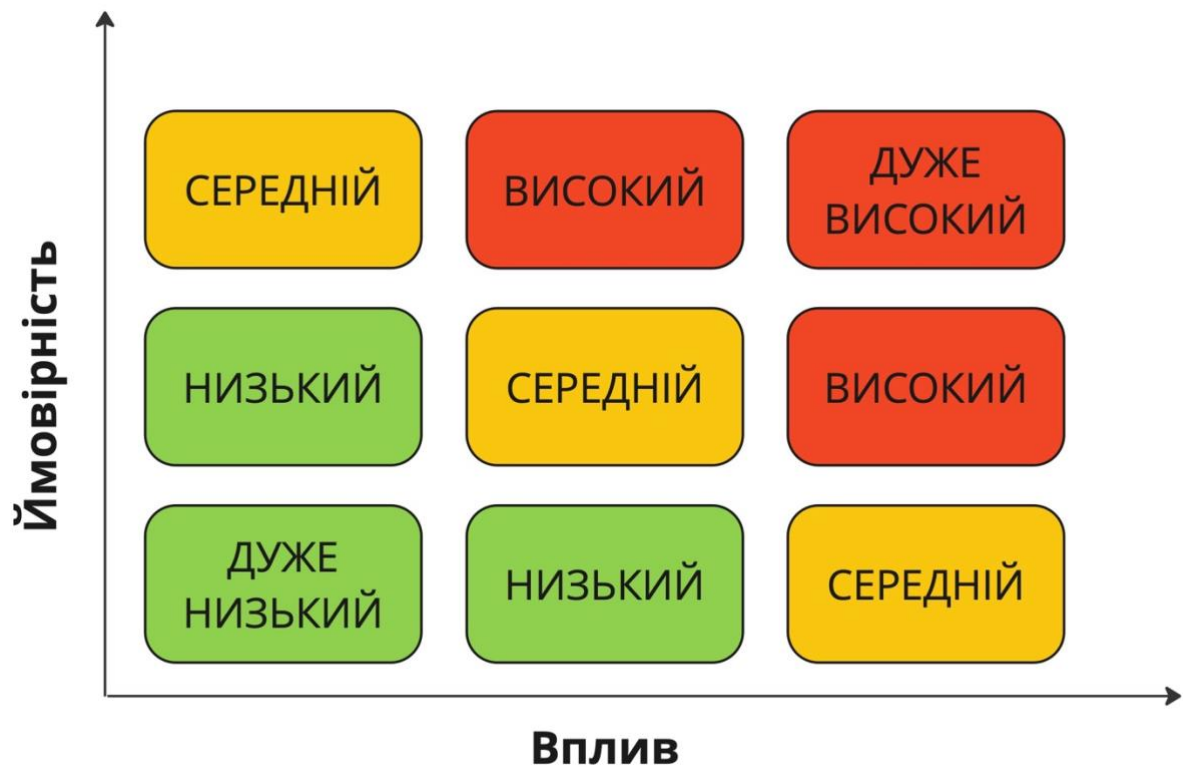 Ймовірність
СЕРЕДНІЙ
ВИСОКИЙ
ДУЖЕ
ВИСОКИЙ
НИЗЬКИЙ
СЕРЕДНІЙ
ВИСОКИЙ
ДУЖЕ
НИЗЬКИЙ
НИЗЬКИЙ
СЕРЕДНІЙ
Вплив